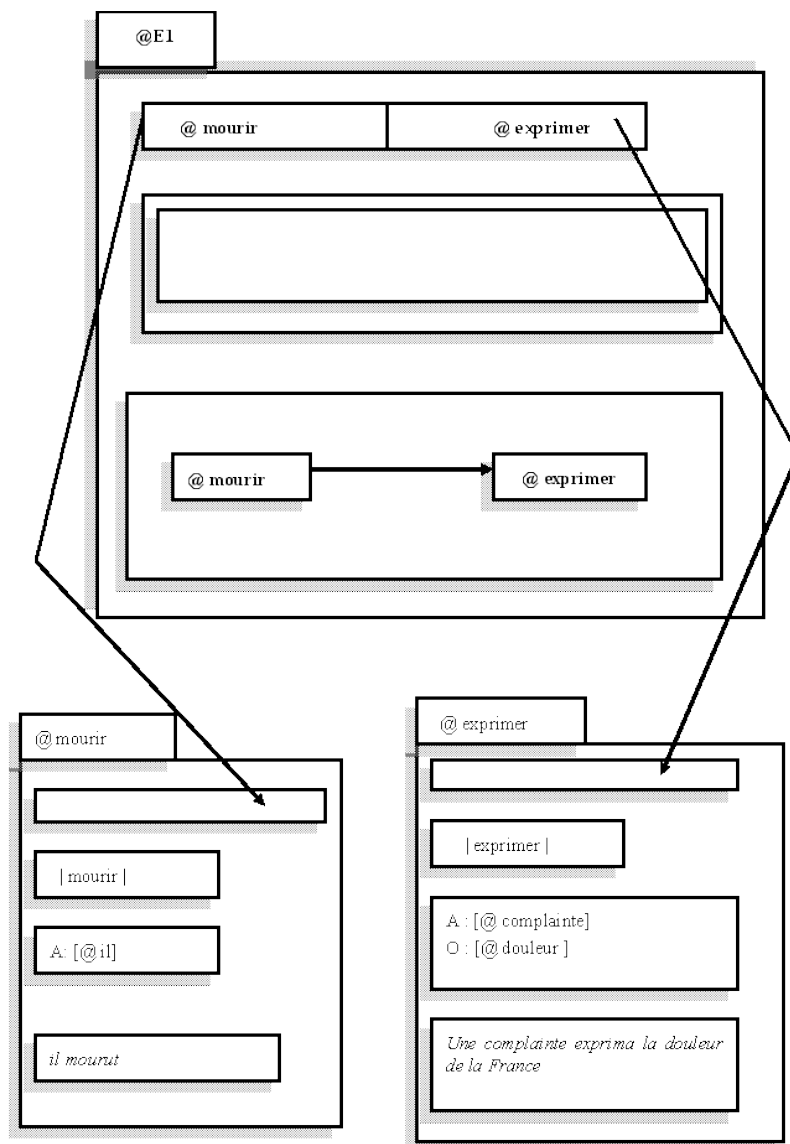 @E1
@ mourir
@ exprimer
@ mourir
@ exprimer
@ mourir
| mourir |
A: [@ il]
il mourut
@ exprimer
| exprimer |
A : [@ complainte]
O : [@ douleur ]
Une complainte exprima la douleur
de la France